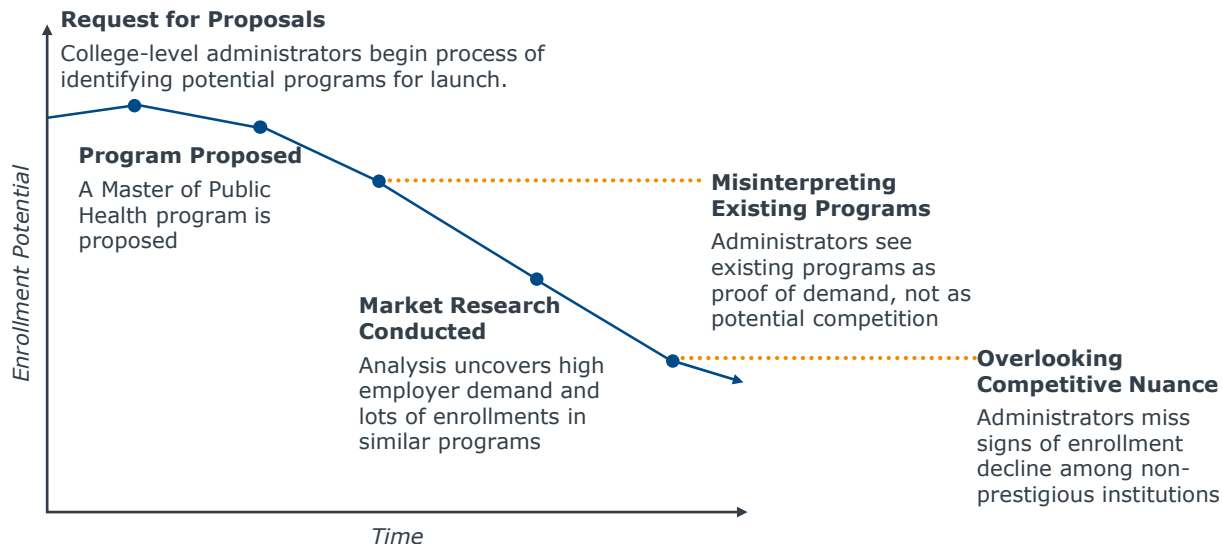 Request for Proposals
College-level administrators begin process of
identifying potential programs for launch.
Program Proposed
A Master of Public
Health program is
proposed
Misinterpreting
Existing Programs
Administrators see
existing programs as
proof of demand, not as
potential competition
Market Research
Conducted
Analysis uncovers high
employer demand and
lots of enrollments in
similar programs
Overlooking
Competitive Nuance
Administrators miss
signs of enrollment
decline among non-
prestigious institutions
Enrollment Potential
Time